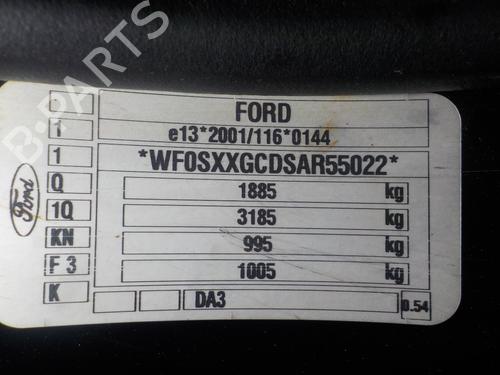 FORD
e13*2001/116*0144
1
*WF0SXXGCDSAR55022*
1
Q
1885 kg
1Q
3185 kg
KN
995 kg
F 3
1005 kg
K
DA3
0.54
Ford
B-PARTS